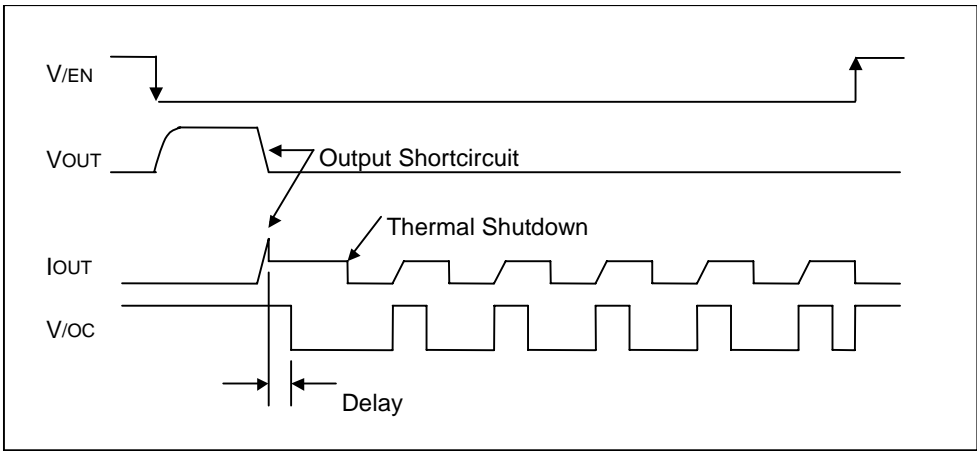 V/EN
VOUT
Output Shortcircuit
Thermal Shutdown
IOUT
V/OC
Delay